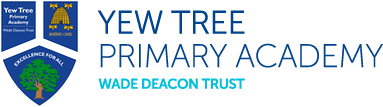 Yew Tree
Primary
Academy
Wade Deacon Trust
EXCELLENCE FOR ALL
YEW TREE
PRIMARY ACADEMY
WADE DEACON TRUST